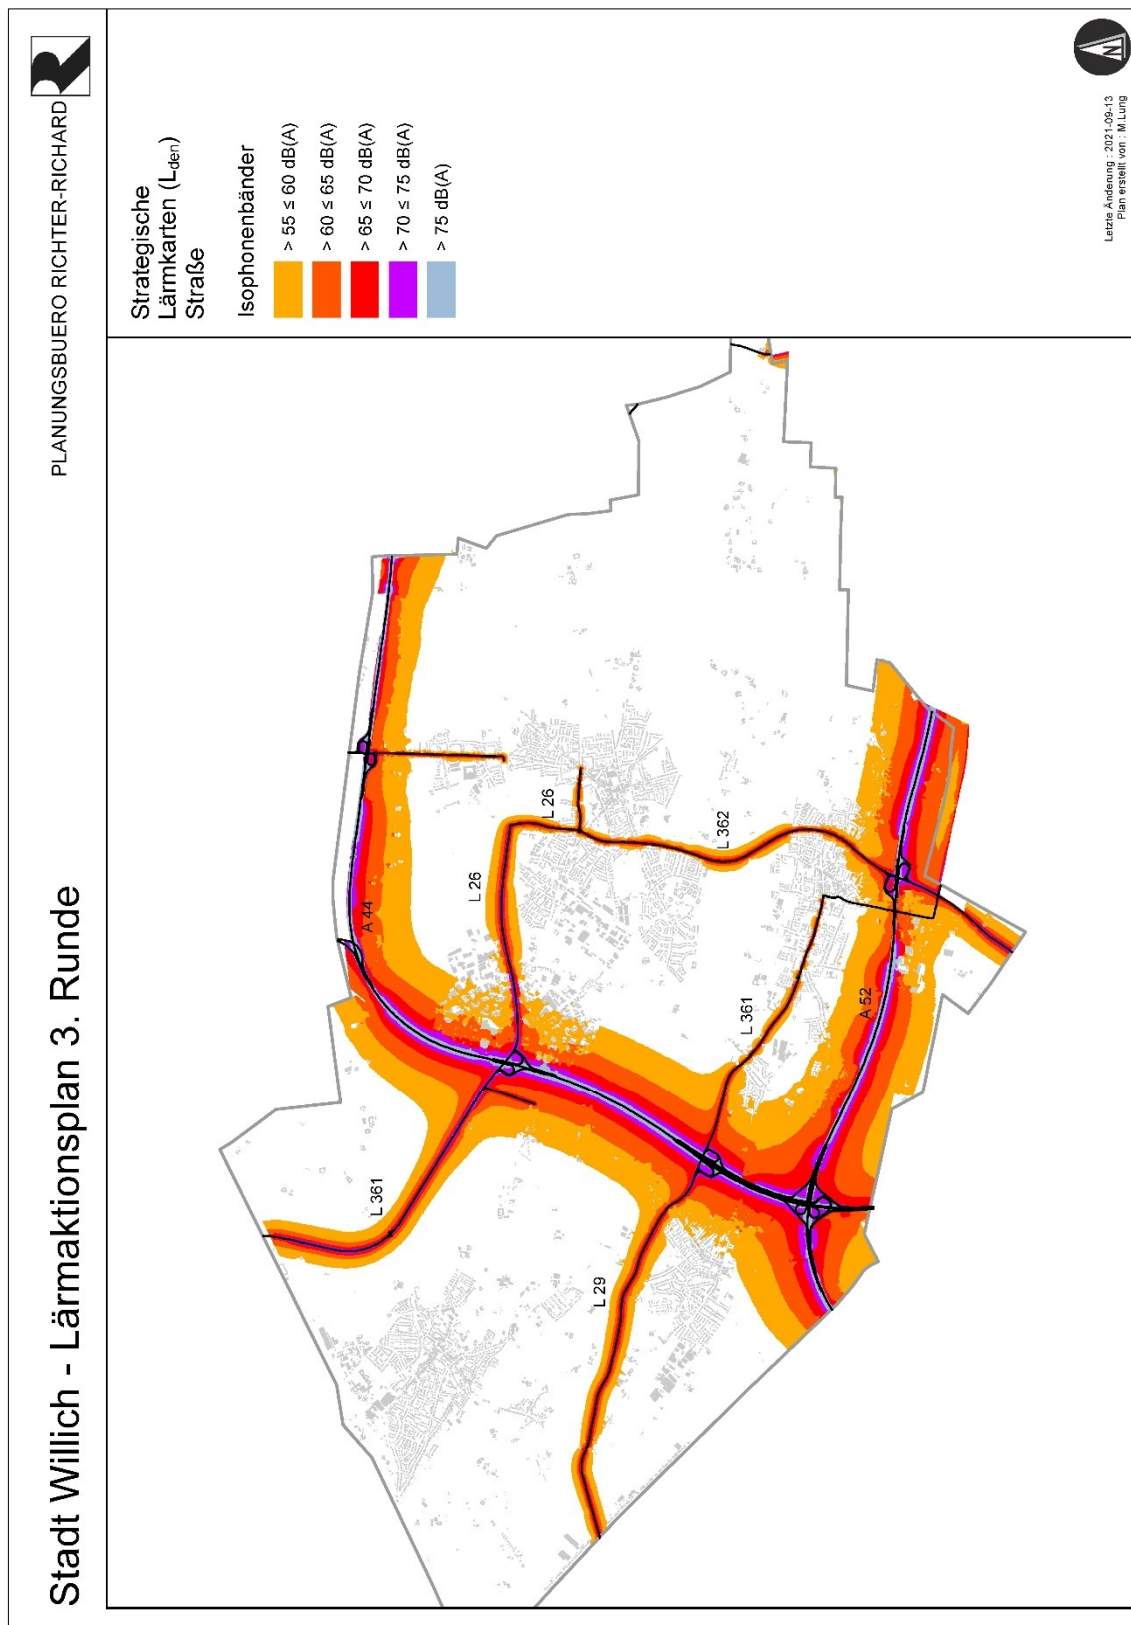 Stadt Willich - Lärmaktionsplan 3. Runde
PLANUNGSBUERO RICHTER-RICHARD
R
Strategische
Lärmkarten (Lden)
Straße
Isophonenbänder
> 55 ≤ 60 dB(A)
> 60 ≤ 65 dB(A)
> 65 ≤ 70 dB(A)
> 70 ≤ 75 dB(A)
> 75 dB(A)
N
Letzte Änderung : 2021-09-13
Plan erstellt von : M.Lung
L 361
A 44
L 26
L 26
L 29
L 361
L 362
A 52